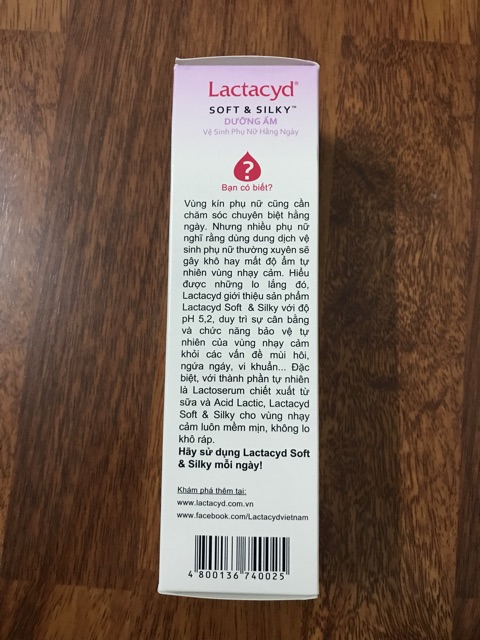 Lactacyd®
SOFT & SILKY™
DƯỠNG ẨM
Vệ Sinh Phụ Nữ Hằng Ngày
?
Bạn có biết?
Vùng kín phụ nữ cũng cần
chăm sóc chuyên biệt hằng
ngày. Nhưng nhiều phụ nữ
nghĩ rằng dùng dung dịch vệ
sinh phụ nữ thường xuyên sẽ
gây khô hay mất độ ẩm tự
nhiên vùng nhạy cảm. Hiểu
được những lo lắng đó,
Lactacyd giới thiệu sản phẩm
Lactacyd Soft & Silky với độ
pH 5,2, duy trì sự cân bằng
và chức năng bảo vệ tự
nhiên của vùng nhạy cảm
khỏi các vấn đề mùi hôi,
ngứa ngáy, vi khuẩn... Đặc
biệt, với thành phần tự nhiên
là Lactoserum chiết xuất từ
sữa và Acid Lactic, Lactacyd
Soft & Silky cho vùng nhạy
cảm luôn mềm mịn, không lo
khô ráp.
Hãy sử dụng Lactacyd Soft
& Silky mỗi ngày!
Khám phá thêm tại:
www.lactacyd.com.vn
www.facebook.com/Lactacydvietnam
4 800136 740025